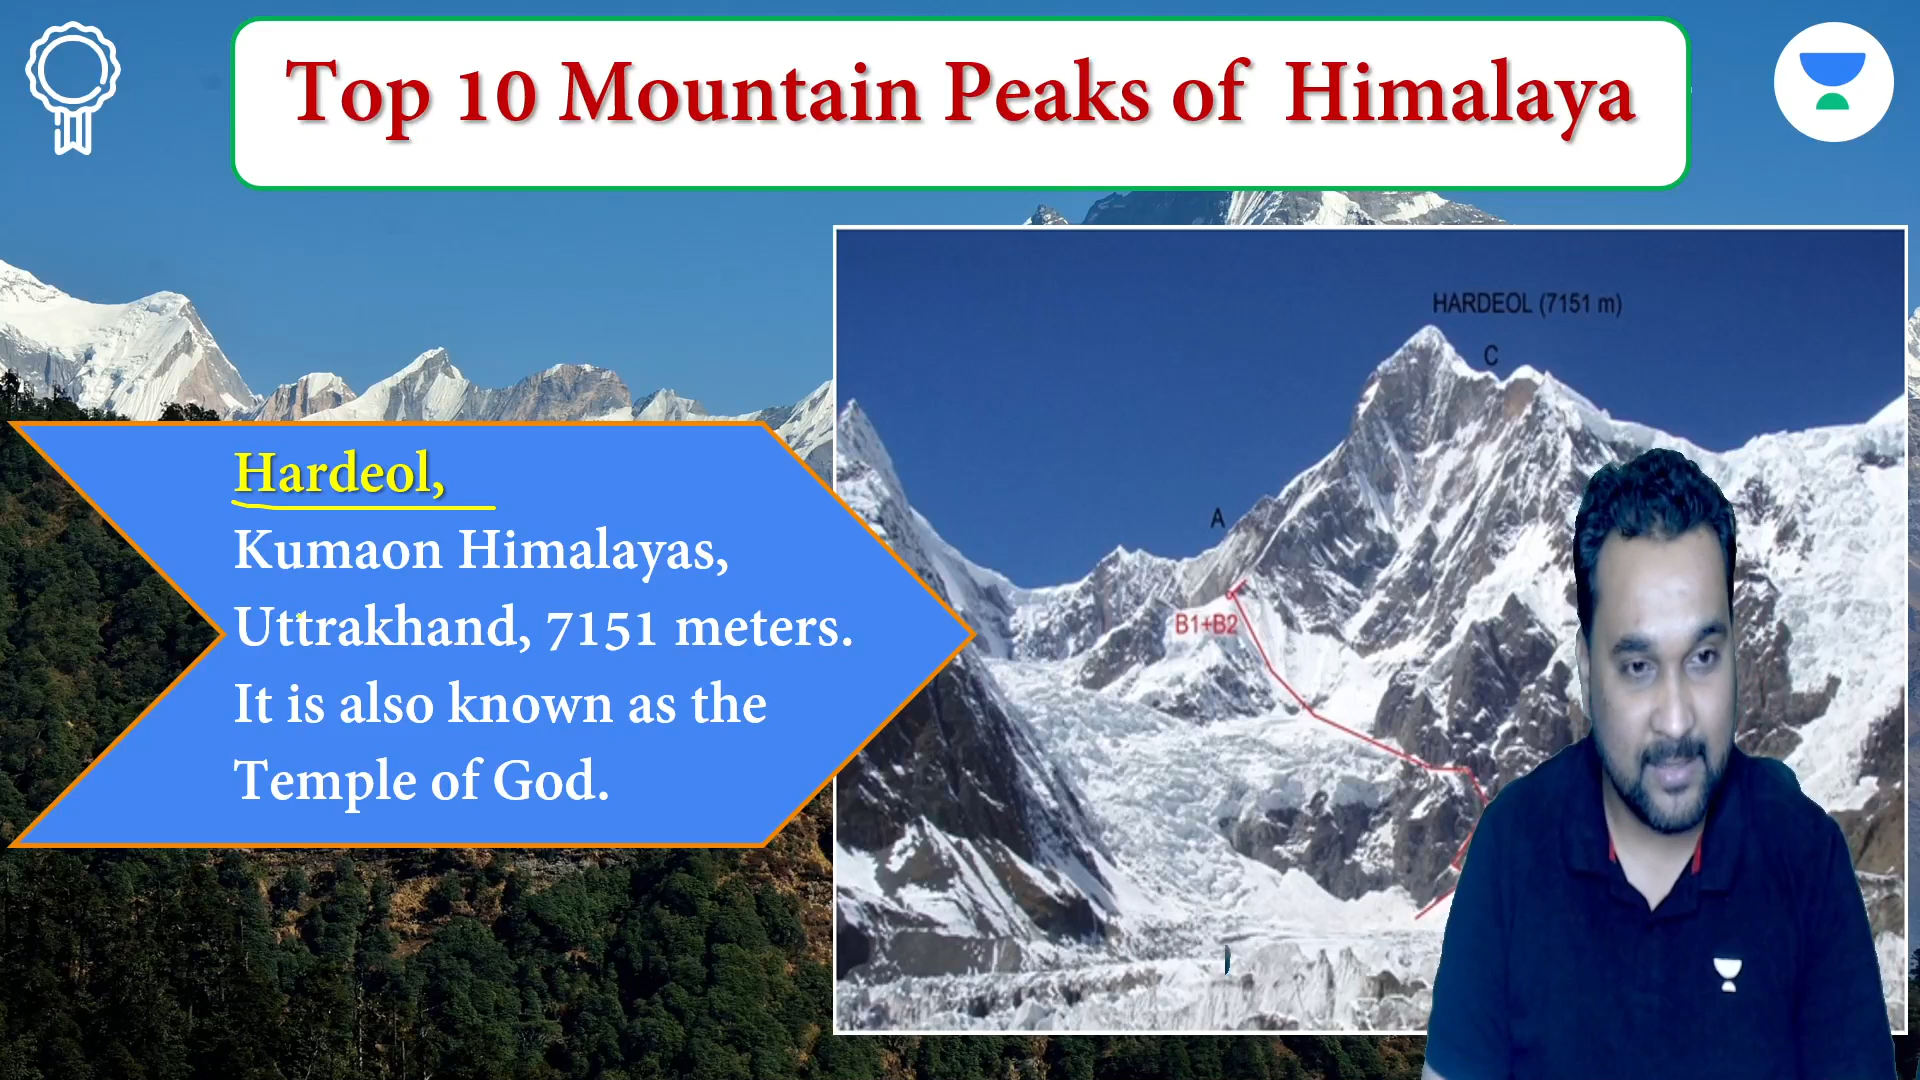 Top 10 Mountain Peaks of Himalaya
HARDEOL (7151 m)
C
A
B1+B2
Hardeol,
Kumaon Himalayas,
Uttrakhand, 7151 meters.
It is also known as the
Temple of God.